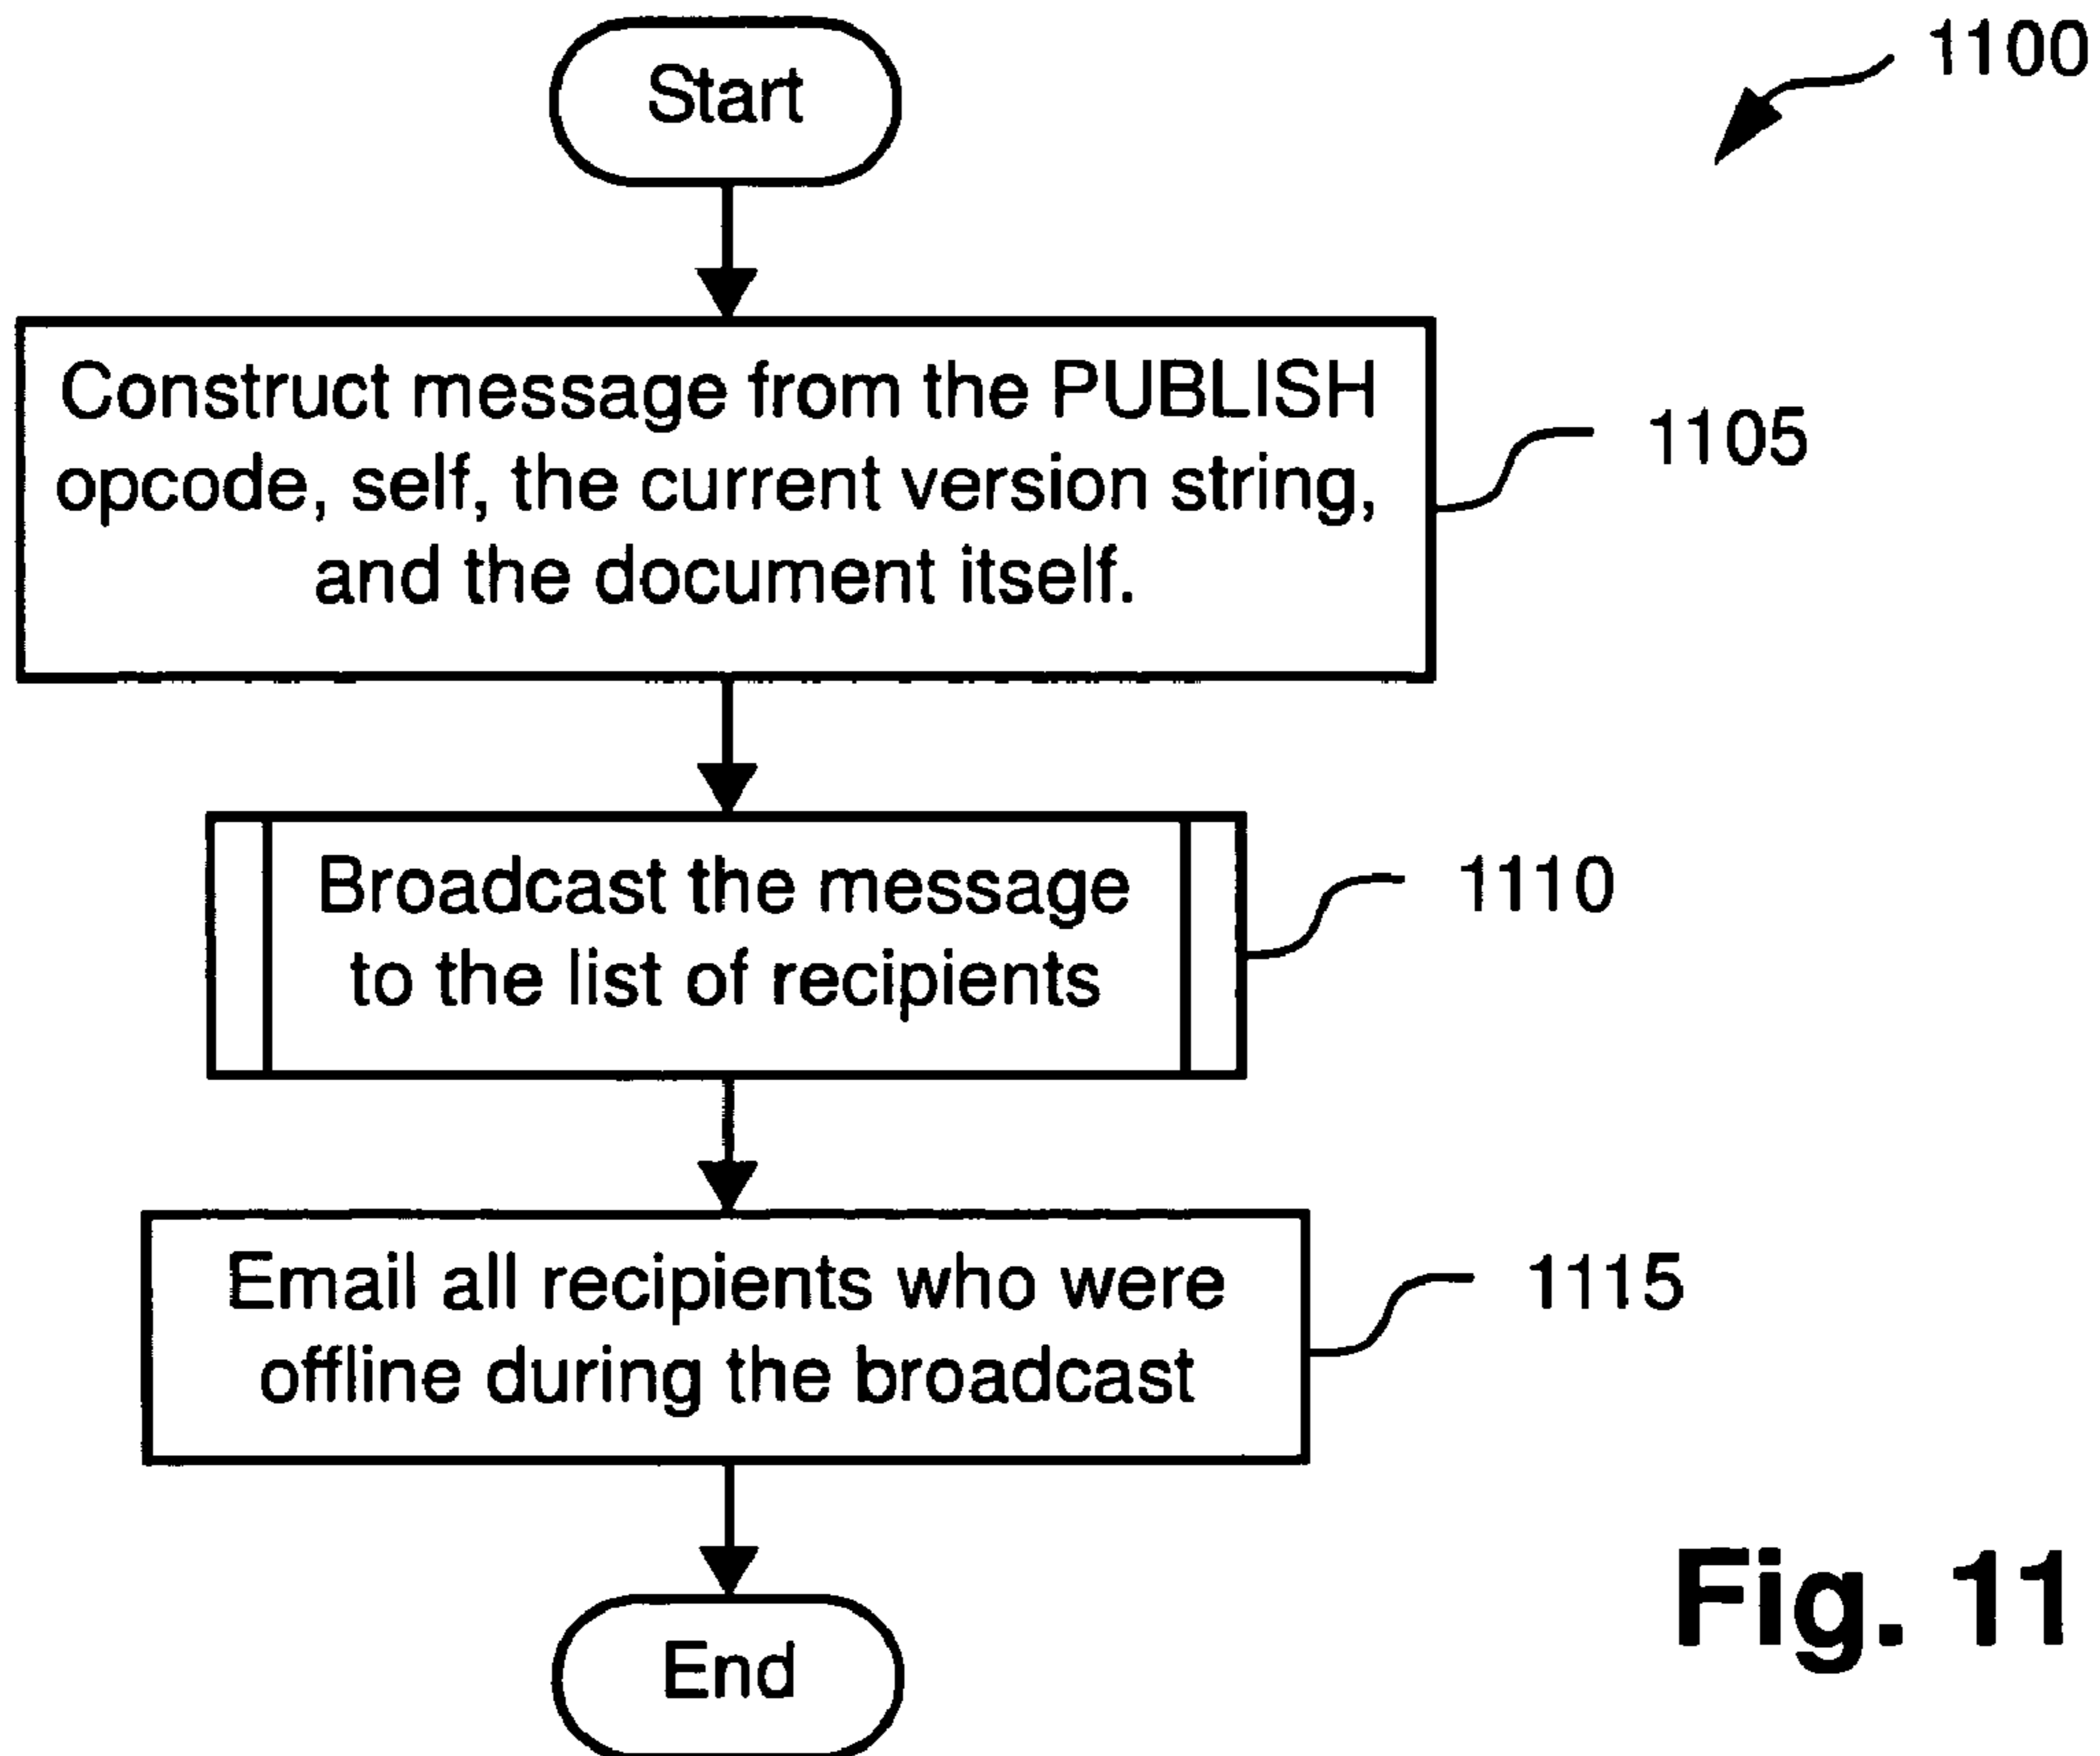 Start
1100
Construct message from the PUBLISH
opcode, self, the current version string,
and the document itself.
1105
Broadcast the message
to the list of recipients
1110
Email all recipients who were
offline during the broadcast
1115
End
Fig. 11